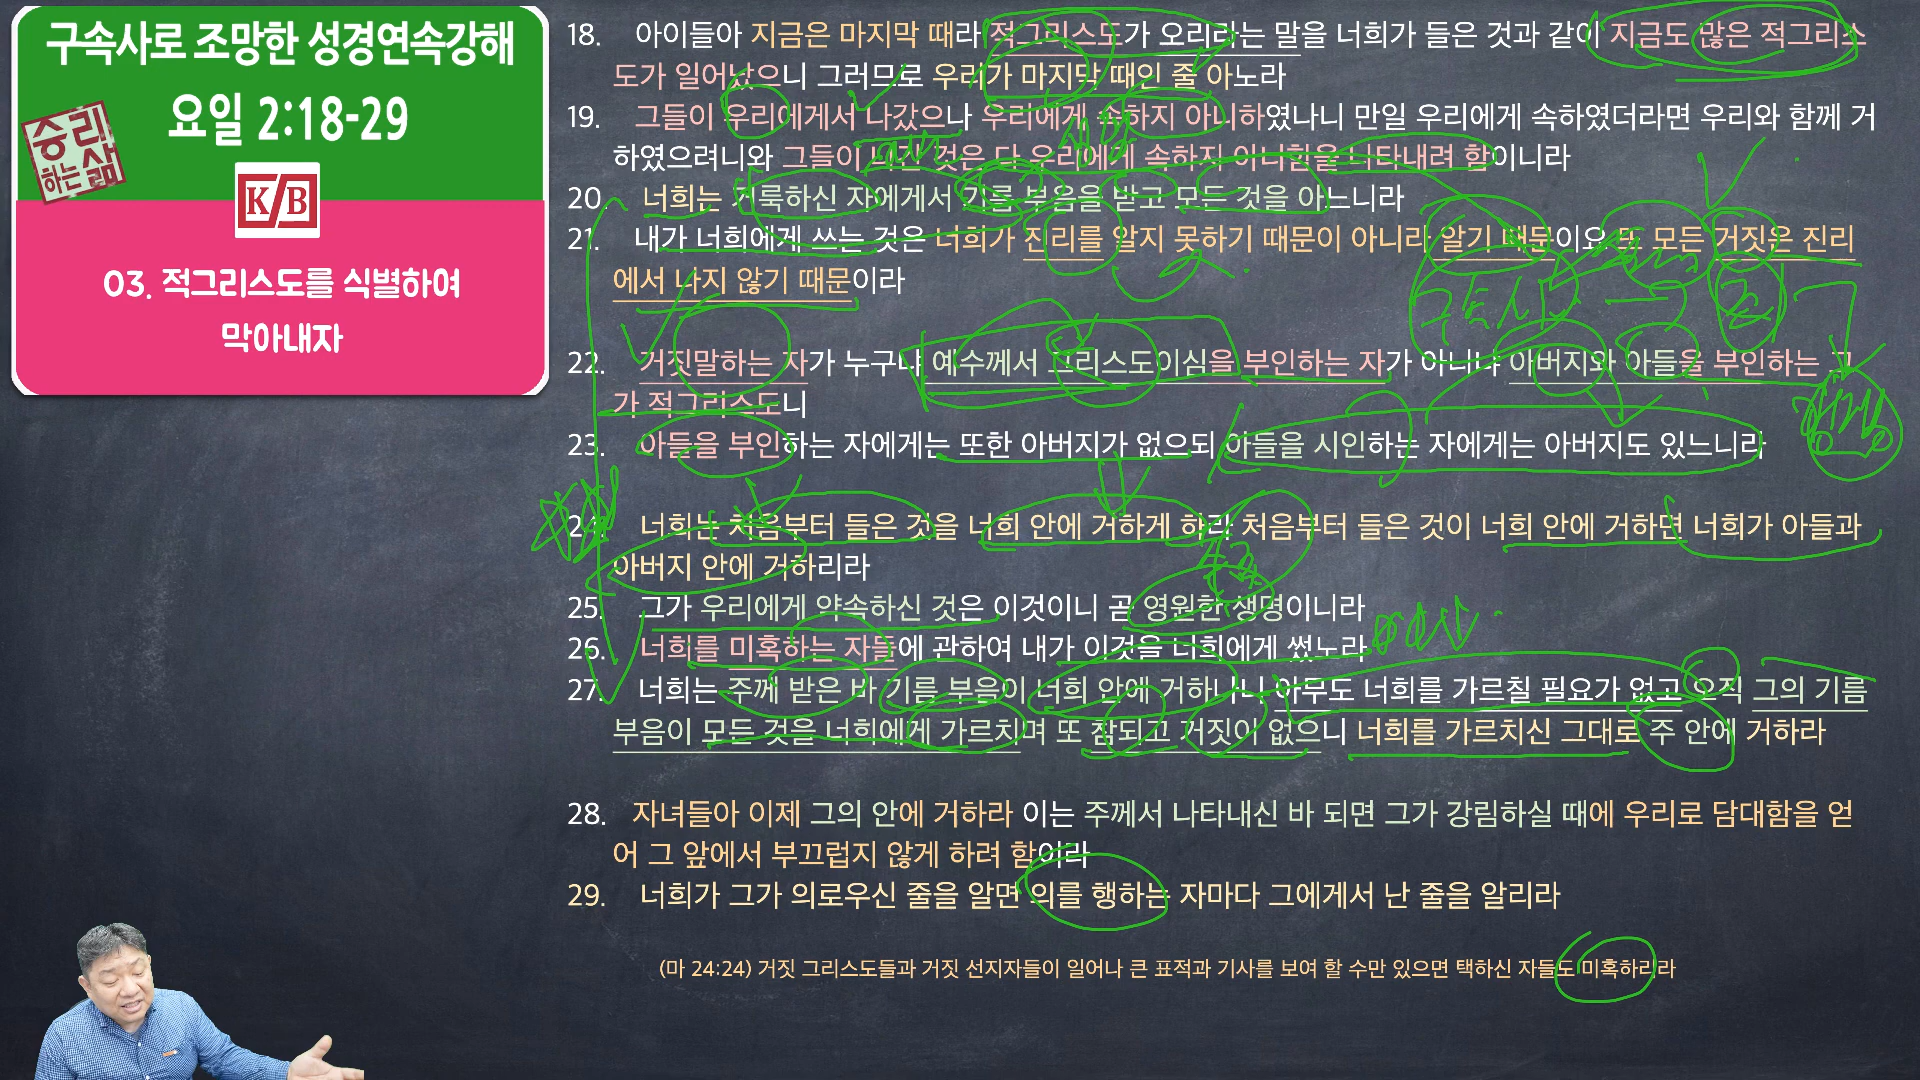 구속사로 조망한 성경연속강해
요일 2:18-29
승리
하는 삶
K/B
03. 적그리스도를 식별하여
막아내자
18. 아이들아 지금은 마지막 때라 적그리스도가 오리라는 말을 너희가 들은 것과 같이 지금도 많은 적그리스
도가 일어났으니 그러므로 우리가 마지막 때인 줄 아노라
19. 그들이 우리에게서 나갔으나 우리에게 속하지 아니하였나니 만일 우리에게 속하였더라면 우리와 함께 거
하였으려니와 그들이 나간 것은 다 우리에게 속하지 아니함을 나타내려 함이니라
20. 너희는 거룩하신 자에게서 기름 부음을 받고 모든 것을 아느니라
21. 내가 너희에게 쓰는 것은 너희가 진리를 알지 못하기 때문이 아니라 알기 때문이요 또 모든 거짓은 진리
에서 나지 않기 때문이라
22. 거짓말하는 자가 누구냐 예수께서 그리스도이심을 부인하는 자가 아니냐 아버지와 아들을 부인하는 그
가 적그리스도니
23. 아들을 부인하는 자에게는 또한 아버지가 없으되 아들을 시인하는 자에게는 아버지도 있느니라
24. 너희는 처음부터 들은 것을 너희 안에 거하게 하라 처음부터 들은 것이 너희 안에 거하면 너희가 아들과
아버지 안에 거하리라
25. 그가 우리에게 약속하신 것은 이것이니 곧 영원한 생명이니라
26. 너희를 미혹하는 자들에 관하여 내가 이것을 너희에게 썼노라
27. 너희는 주께 받은 바 기름 부음이 너희 안에 거하나니 아무도 너희를 가르칠 필요가 없고 오직 그의 기름
부음이 모든 것을 너희에게 가르치며 또 참되고 거짓이 없으니 너희를 가르치신 그대로 주 안에 거하라
28. 자녀들아 이제 그의 안에 거하라 이는 주께서 나타내신 바 되면 그가 강림하실 때에 우리로 담대함을 얻
어 그 앞에서 부끄럽지 않게 하려 함이라
29. 너희가 그가 의로우신 줄을 알면 의를 행하는 자마다 그에게서 난 줄을 알리라
(마 24:24) 거짓 그리스도들과 거짓 선지자들이 일어나 큰 표적과 기사를 보여 할 수만 있으면 택하신 자들도 미혹하리라